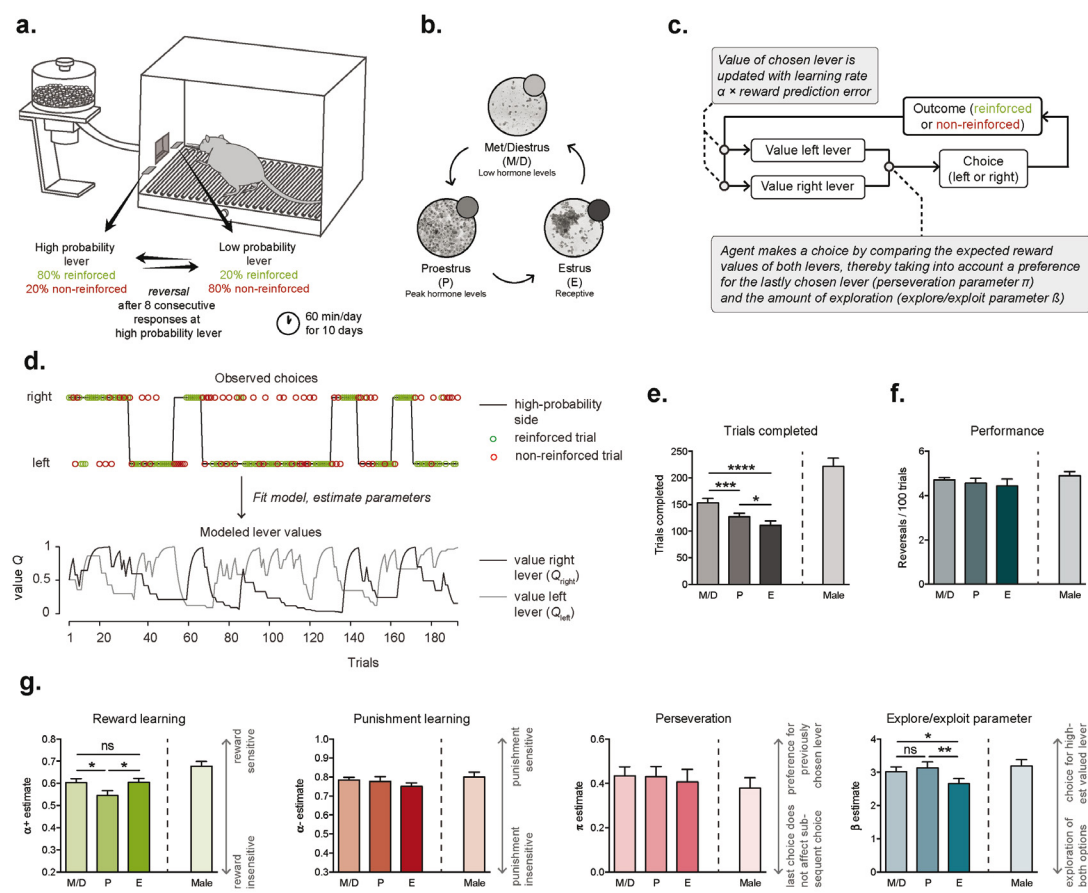 a.
High probability
lever
80% reinforced
20% non-reinforced
Low probability
lever
20% reinforced
80% non-reinforced
reversal
after 8 consecutive
responses at
high probability lever
60 min/day
for 10 days
b.
Met/Diestrus
(M/D)
Low hormone levels
Proestrus
(P)
Peak hormone levels
Estrus
(E)
Receptive
c.
Value of chosen lever is
updated with learning rate
α × reward prediction error
Outcome (reinforced
or non-reinforced)
Value left lever
Value right lever
Choice
(left or right)
Agent makes a choice by comparing the expected reward
values of both levers, thereby taking into account a preference
for the lastly chosen lever (perseveration parameter π)
and the amount of exploration (explore/exploit parameter ß)
d.
Observed choices
right
left
high-probability
side
reinforced trial
non-reinforced trial
Fit model, estimate parameters
Modeled lever values
value Q
1
0.5
0
value right
lever (Qright)
value left
lever (Qleft)
1 20 40 60 80 100 120 140 160 180
Trials
e.
Trials completed
Trials completed
250
200
150
100
50
0
****
***
*
M/D P E Male
f.
Performance
Reversals / 100 trials
6
4
2
0
M/D P E Male
g.
Reward learning
α+ estimate
0.8
0.7
0.6
0.5
0.4
0.3
0.2
ns
* *
M/D P E Male
reward
sensitive
reward
insensitive
Punishment learning
α- estimate
1.0
0.9
0.8
0.7
0.6
0.5
0.4
M/D P E Male
punishment
sensitive
punishment
insensitive
Perseveration
π estimate
0.6
0.4
0.2
0.0
M/D P E Male
preference for
previously
chosen lever
last choice does
not affect sub-
sequent choice
Explore/exploit parameter
β estimate
4
3
2
1
0
*
ns **
M/D P E Male
choice for high-
est valued lever
exploration of
both options